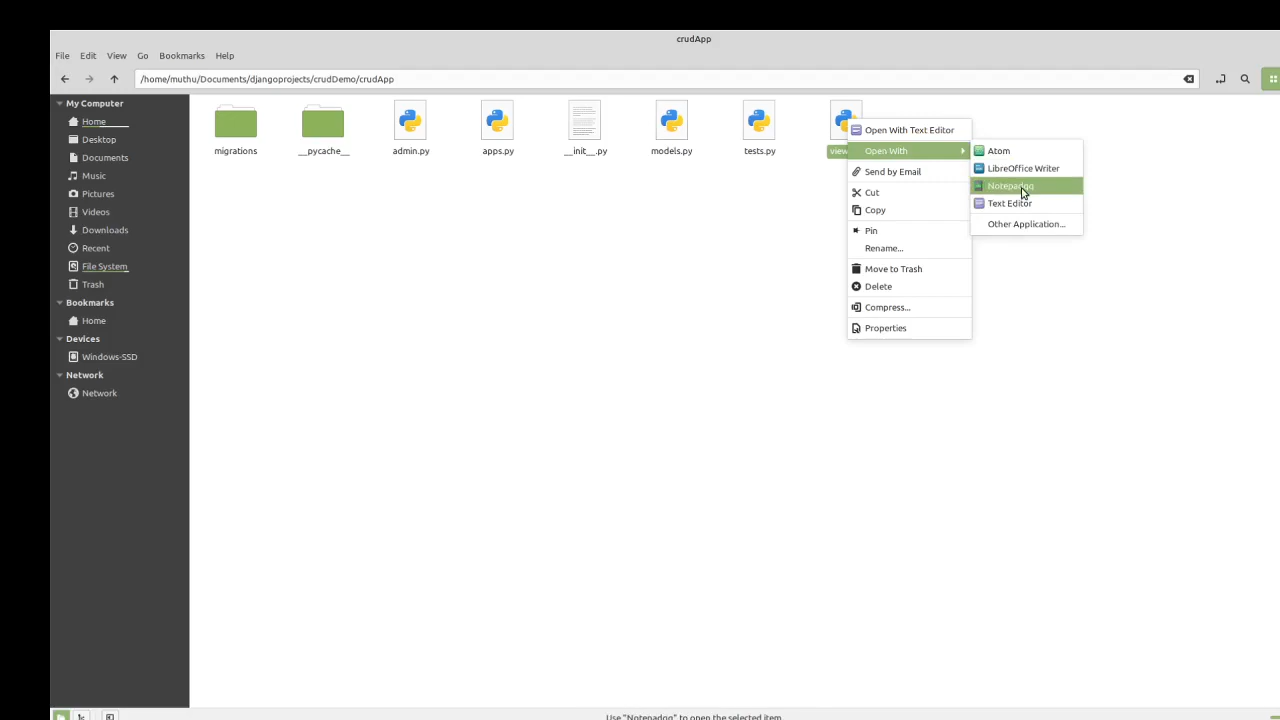 crudApp
File Edit View Go Bookmarks Help
/home/muthu/Documents/djangoprojects/crudDemo/crudApp
My Computer
Home
Desktop
Documents
Music
Pictures
Videos
Downloads
Recent
File System
Trash
Bookmarks
Home
Devices
Windows-SSD
Network
Network
migrations
__pycache__
admin.py
apps.py
__init__.py
models.py
tests.py
view
Open With Text Editor
Open With
Send by Email
Cut
Copy
Pin
Rename...
Move to Trash
Delete
Compress...
Properties
Atom
LibreOffice Writer
Notepadqq
Text Editor
Other Application...
Use "Notepadqq" to open the selected item